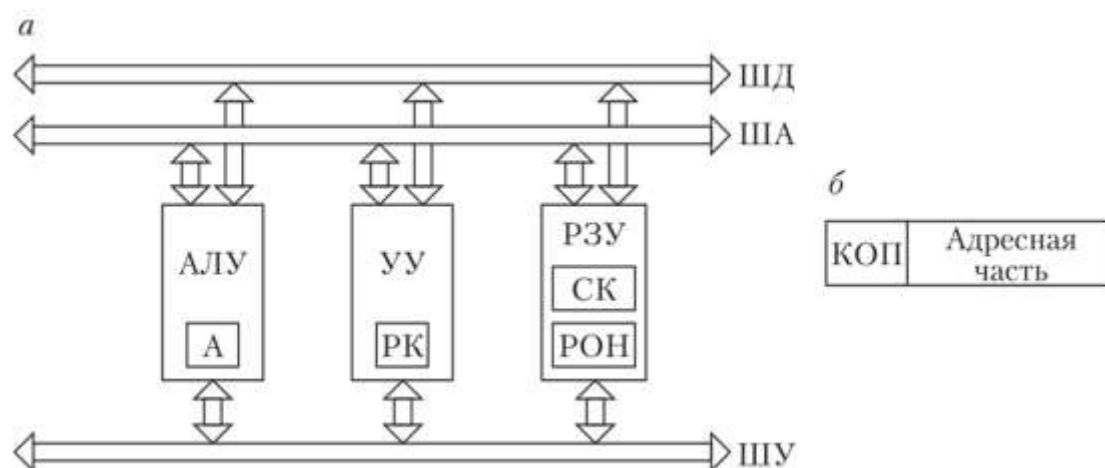 а
ШД
ША
б
АЛУ
УУ
РЗУ
КОП
Адресная
часть
СК
А
РК
РОН
ШУ